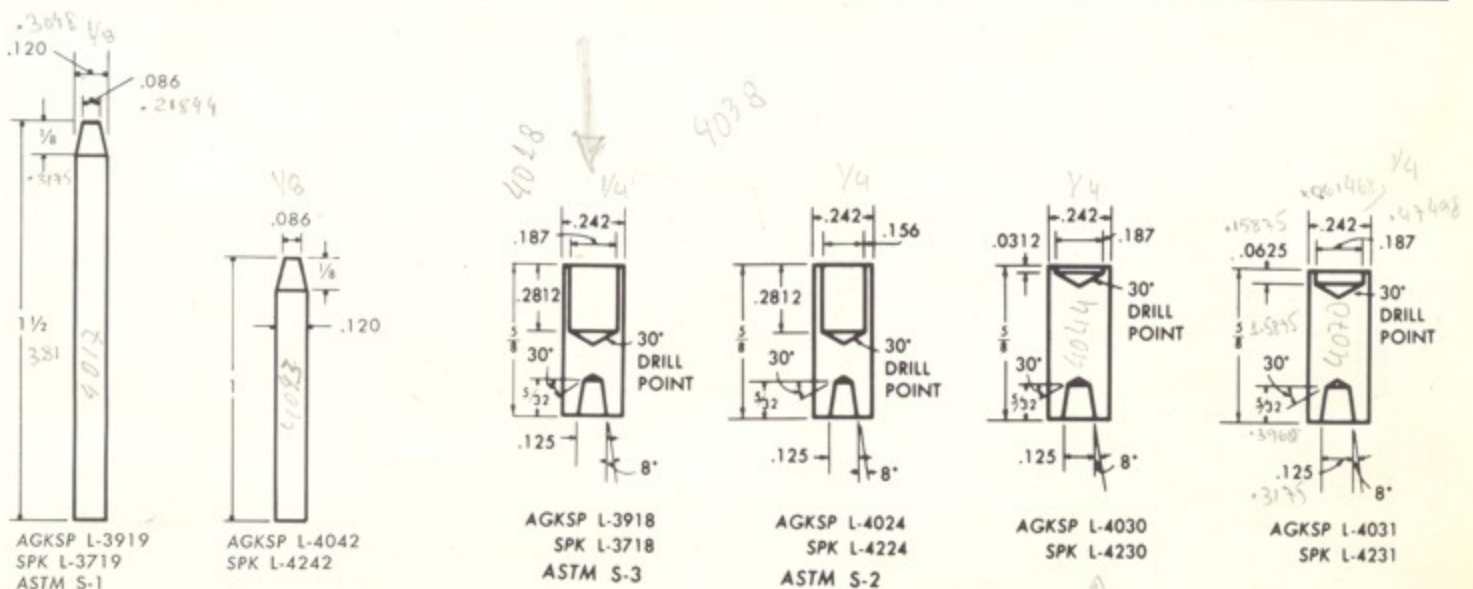 .3048 1/8
.120
.086
.21844
1/8
.3175
1 1/2
381
4017
AGKSP L-3919
SPK L-3719
ASTM S-1
1/8
.086
1/8
1
.120
4023
AGKSP L-4042
SPK L-4242
4028
1/4
.242
.187
.2812
5/8
30°
30°
DRILL
POINT
5/32
.125
8°
AGKSP L-3918
SPK L-3718
ASTM S-3
4038
1/4
.242
.156
.2812
5/8
30°
30°
DRILL
POINT
5/32
.125
8°
AGKSP L-4024
SPK L-4224
ASTM S-2
1/4
.242
.0312
.187
30°
DRILL
POINT
5/8
4044
30°
5/32
.125
8°
AGKSP L-4030
SPK L-4230
1/4
.47498
.15875
.242
.0625
.187
30°
DRILL
POINT
5/8
1.5875
4070
30°
5/32
.3968
.125
.3175
8°
AGKSP L-4031
SPK L-4231